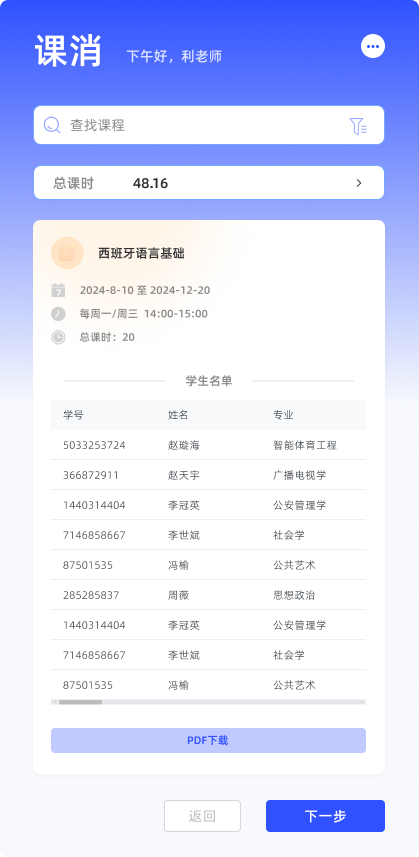 课消
下午好，利老师
查找课程
总课时 48.16
西班牙语言基础
7
2024-8-10 至 2024-12-20
每周一/周三 14:00-15:00
总课时：20
学生名单
学号 姓名 专业
5033253724 赵璇海 智能体育工程
366872911 赵天宇 广播电视学
1440314404 李冠英 公安管理学
7146858667 李世斌 社会学
87501535 冯榆 公共艺术
285285837 周薇 思想政治
1440314404 李冠英 公安管理学
7146858667 李世斌 社会学
87501535 冯榆 公共艺术
PDF下载
返回 下一步